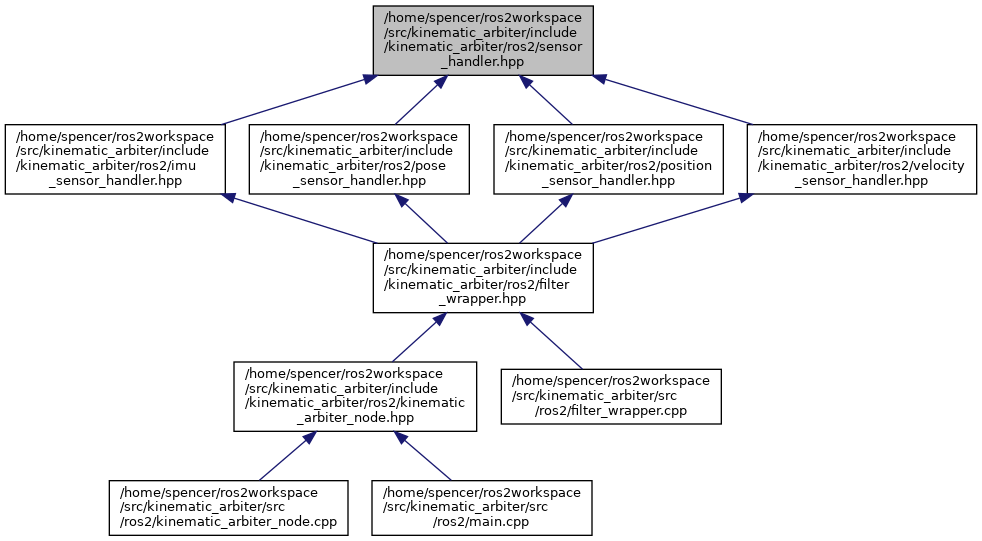 /home/spencer/ros2workspace
/src/kinematic_arbiter/include
/kinematic_arbiter/ros2/sensor
_handler.hpp
/home/spencer/ros2workspace
/src/kinematic_arbiter/include
/kinematic_arbiter/ros2/imu
_sensor_handler.hpp
/home/spencer/ros2workspace
/src/kinematic_arbiter/include
/kinematic_arbiter/ros2/pose
_sensor_handler.hpp
/home/spencer/ros2workspace
/src/kinematic_arbiter/include
/kinematic_arbiter/ros2/position
_sensor_handler.hpp
/home/spencer/ros2workspace
/src/kinematic_arbiter/include
/kinematic_arbiter/ros2/velocity
_sensor_handler.hpp
/home/spencer/ros2workspace
/src/kinematic_arbiter/include
/kinematic_arbiter/ros2/filter
_wrapper.hpp
/home/spencer/ros2workspace
/src/kinematic_arbiter/include
/kinematic_arbiter/ros2/kinematic
_arbiter_node.hpp
/home/spencer/ros2workspace
/src/kinematic_arbiter/src
/ros2/filter_wrapper.cpp
/home/spencer/ros2workspace
/src/kinematic_arbiter/src
/ros2/kinematic_arbiter_node.cpp
/home/spencer/ros2workspace
/src/kinematic_arbiter/src
/ros2/main.cpp